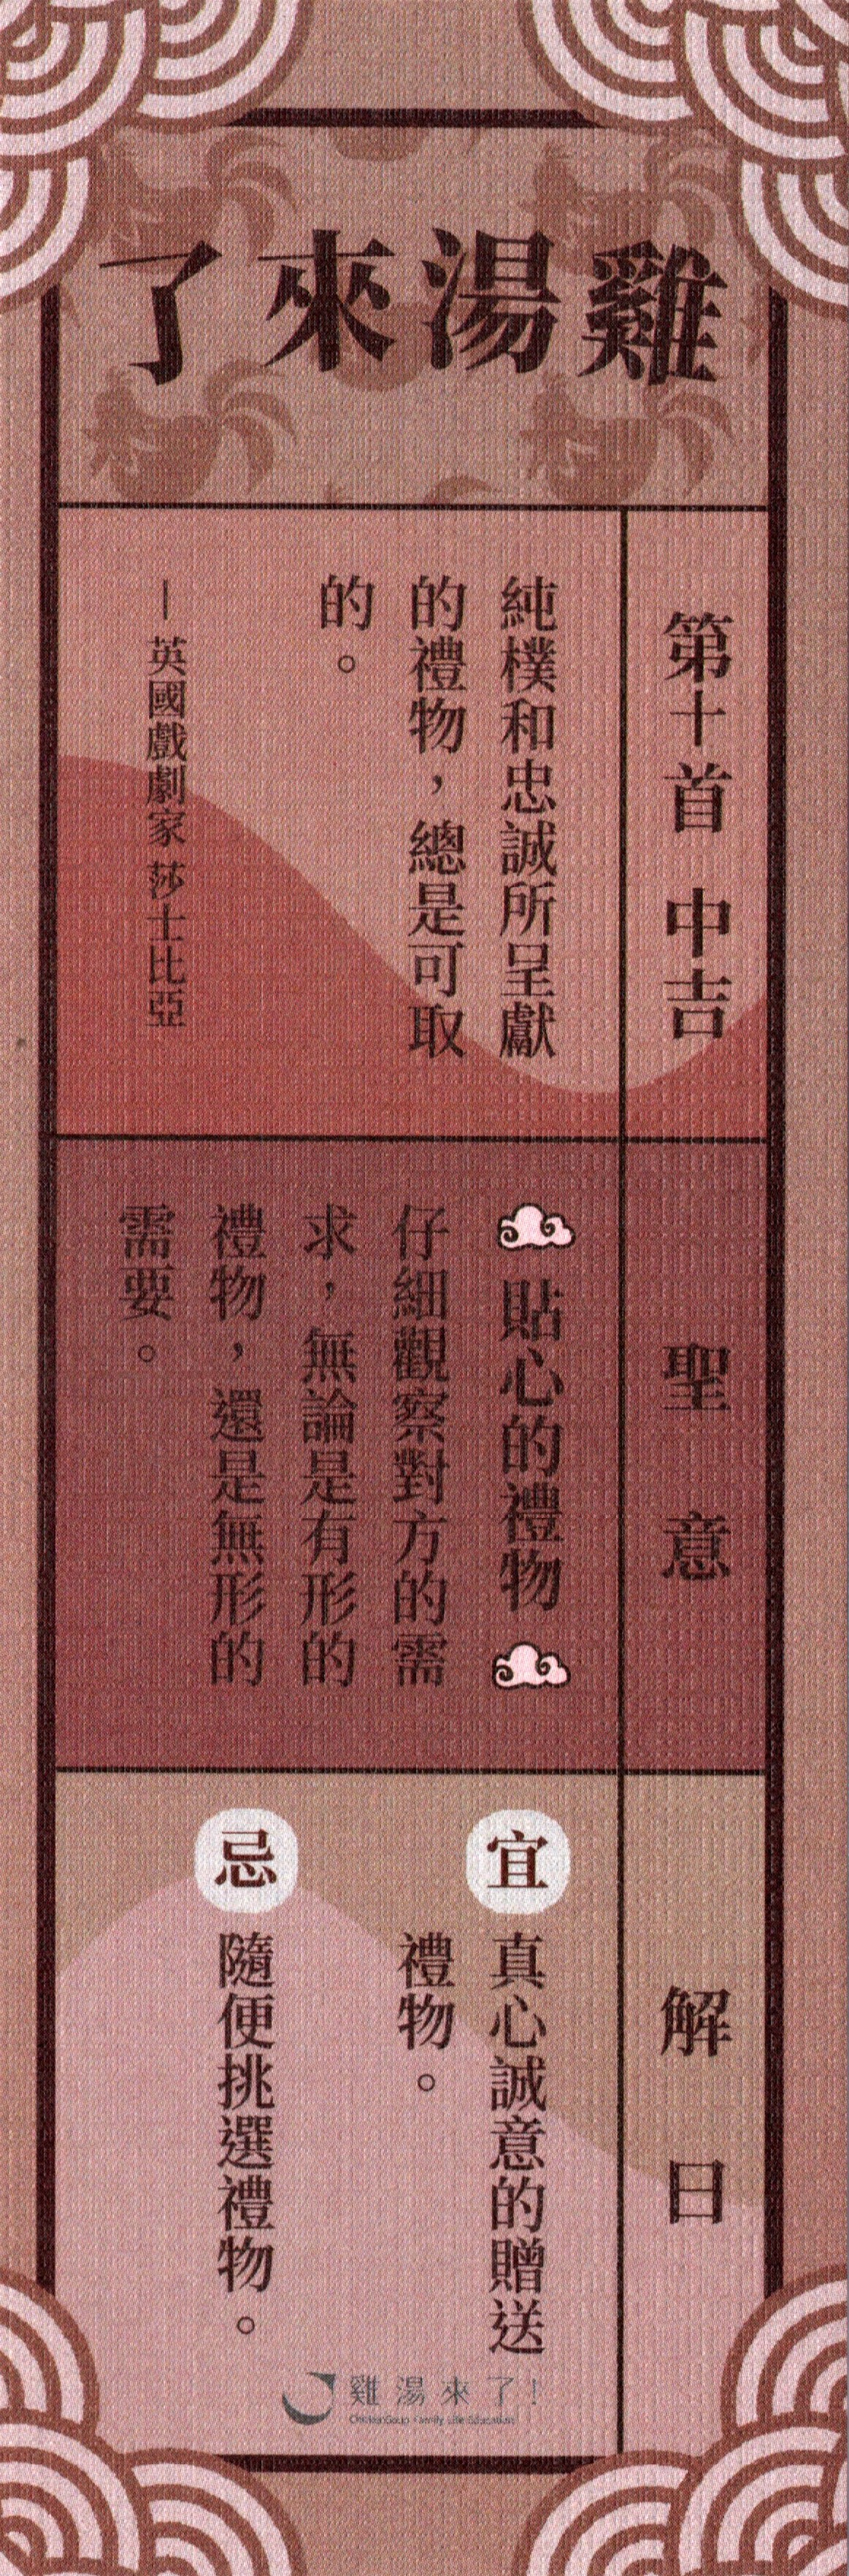 雞湯來了
第十首 中吉
純樸和忠誠所呈獻
的禮物，總是可取
的。
— 英國戲劇家 莎士比亞
聖意
貼心的禮物
仔細觀察對方的需
求，無論是有形的
禮物，還是無形的
需要。
解曰
宜
真心誠意的贈送
禮物。
忌
隨便挑選禮物。
雞湯來了！
ChickenSoup Family Life Education